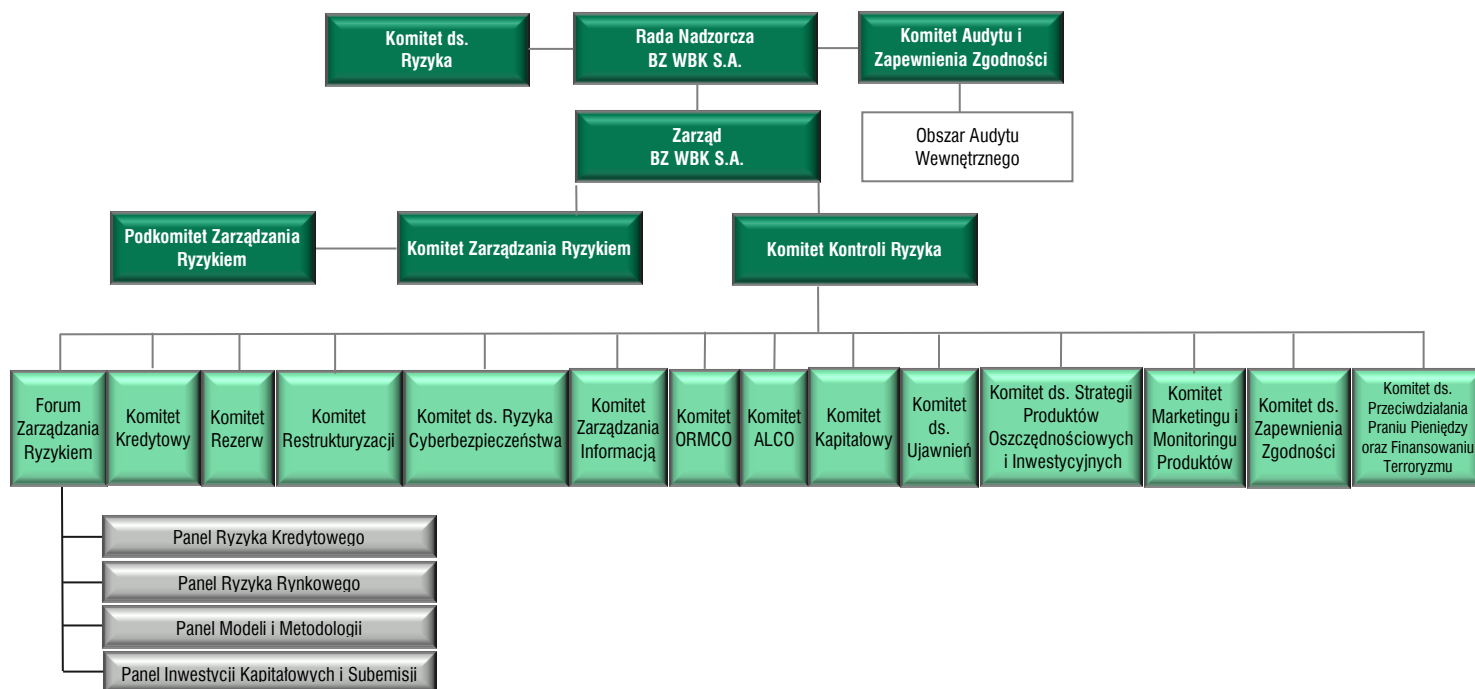 Komitet ds.
Ryzyka
Rada Nadzorcza
BZ WBK S.A.
Komitet Audytu i
Zapewnienia Zgodności
Obszar Audytu
Wewnętrznego
Zarząd
BZ WBK S.A.
Podkomitet Zarządzania
Ryzykiem
Komitet Zarządzania Ryzykiem
Komitet Kontroli Ryzyka
Forum
Zarządzania
Ryzykiem
Komitet
Kredytowy
Komitet
Rezerw
Komitet
Restrukturyzacji
Komitet ds. Ryzyka
Cyberbezpieczeństwa
Komitet
Zarządzania
Informacją
Komitet
ORMCO
Komitet
ALCO
Komitet
Kapitałowy
Komitet
ds.
Ujawnień
Komitet ds. Strategii
Produktów
Oszczędnościowych
i Inwestycyjnych
Komitet
Marketingu i
Monitoringu
Produktów
Komitet ds.
Zapewnienia
Zgodności
Komitet ds.
Przeciwdziałania
Praniu Pieniędzy
oraz Finansowaniu
Terroryzmu
Panel Ryzyka Kredytowego
Panel Ryzyka Rynkowego
Panel Modeli i Metodologii
Panel Inwestycji Kapitałowych i Subemisji